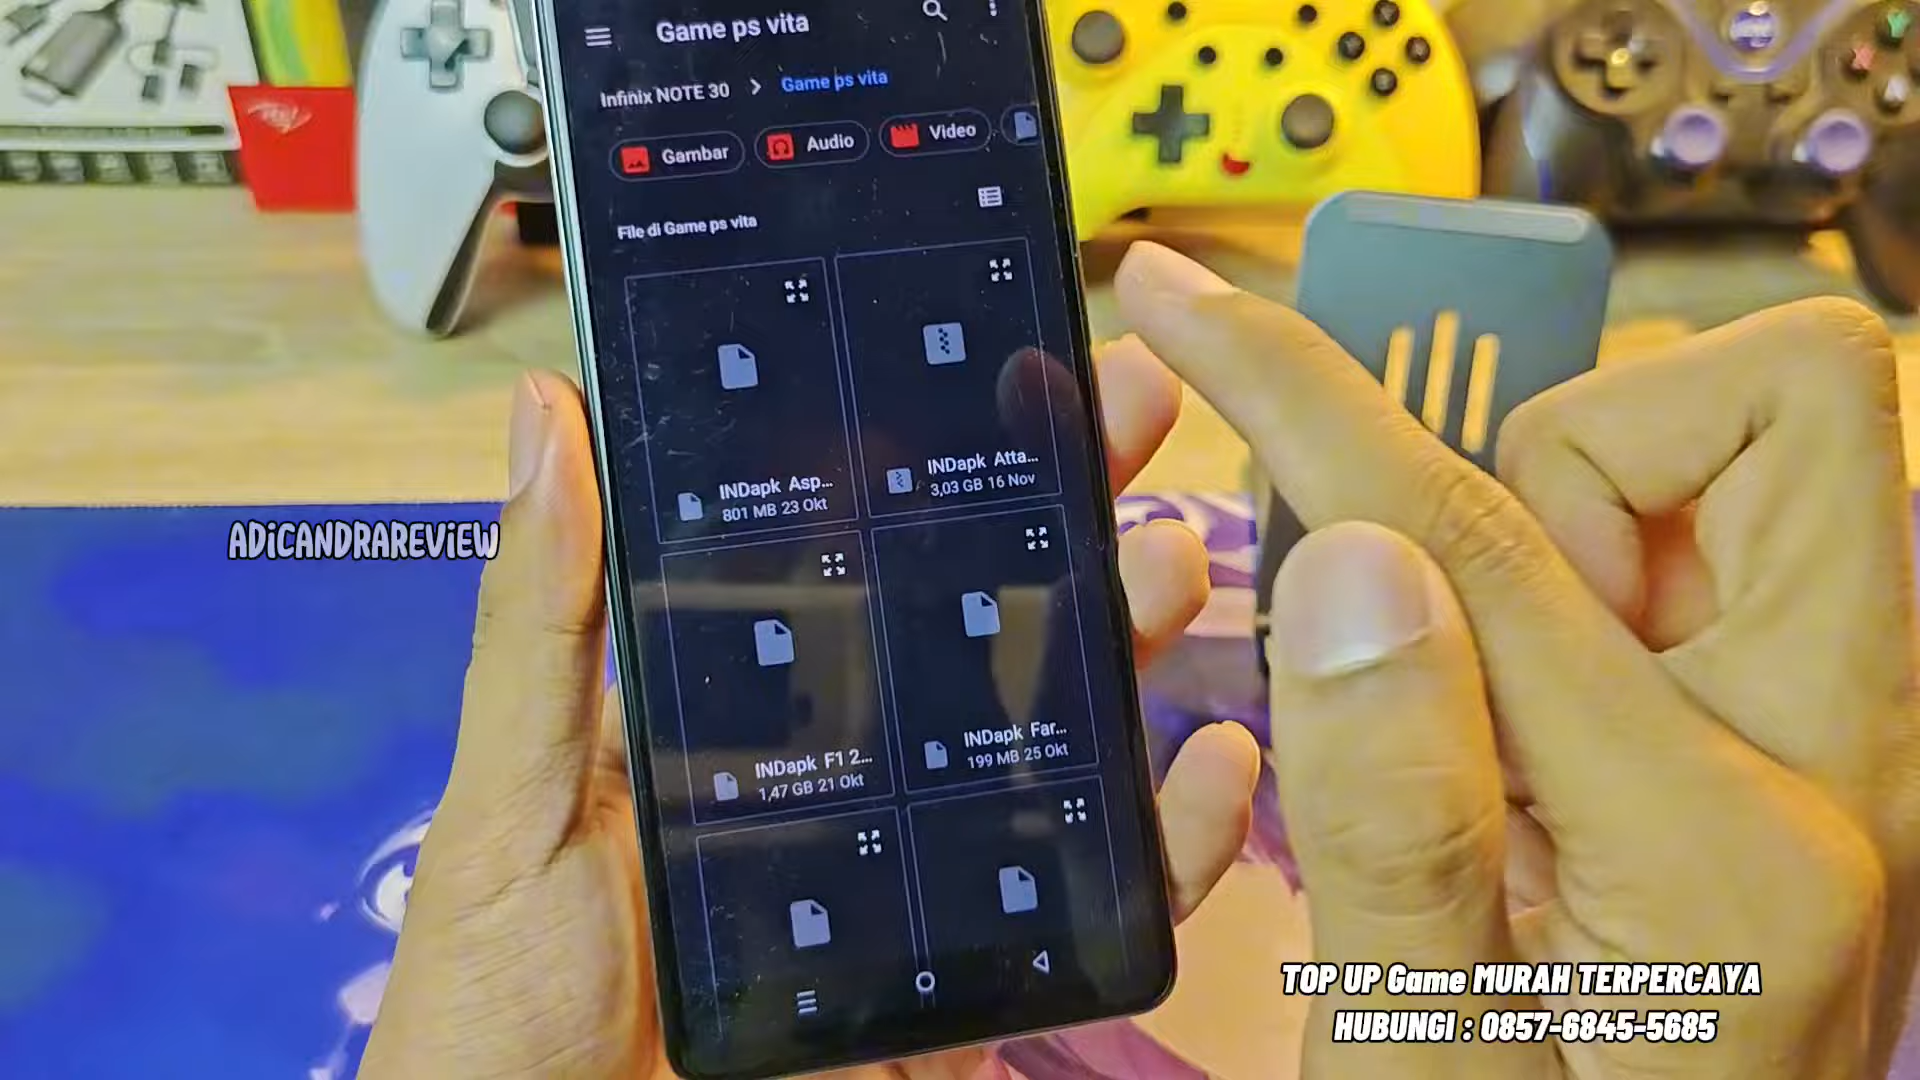 Game ps vita
Infinix NOTE 30 > Game ps vita
Gambar Audio Video
File di Game ps vita
INDapk Asp...
801 MB 23 Okt
INDapk Atta...
3,03 GB 16 Nov
INDapk F1 2...
1,47 GB 21 Okt
INDapk Far...
199 MB 25 Okt
itel
ADiCANDRAREViEW
TOP UP Game MURAH TERPERCAYA
HUBUNGI : 0857-6845-5685